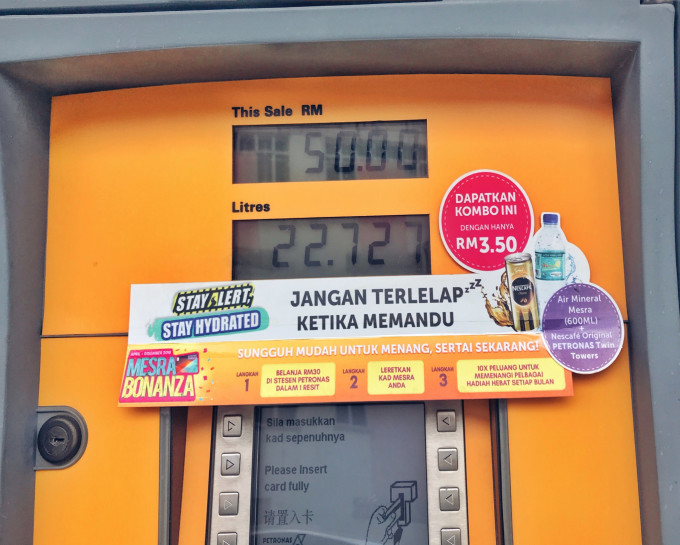 This Sale RM
50.00
Litres
22.727
DAPATKAN
KOMBO INI
DENGAN HANYA
RM3.50
STAY ALERT,
STAY HYDRATED
JANGAN TERLELAP zzz
KETIKA MEMANDU
NESCAFÉ
Air Mineral
Mesra
(600ML)
+
Nescafé Original
PETRONAS Twin
Towers
MESRA
BONANZA
SUNGGUH MUDAH UNTUK MENANG, SERTAI SEKARANG!
LANGKAH
1
BELANJA RM30
DI STESEN PETRONAS
DALAM 1 RESIT
LANGKAH
2
LERETKAN
KAD MESRA
ANDA
LANGKAH
3
10X PELUANG UNTUK
MEMENANGI PELBAGAI
HADIAH HEBAT SETIAP BULAN
Sila masukkan
kad sepenuhnya
Please Insert
card fully
请置入卡
PETRONAS